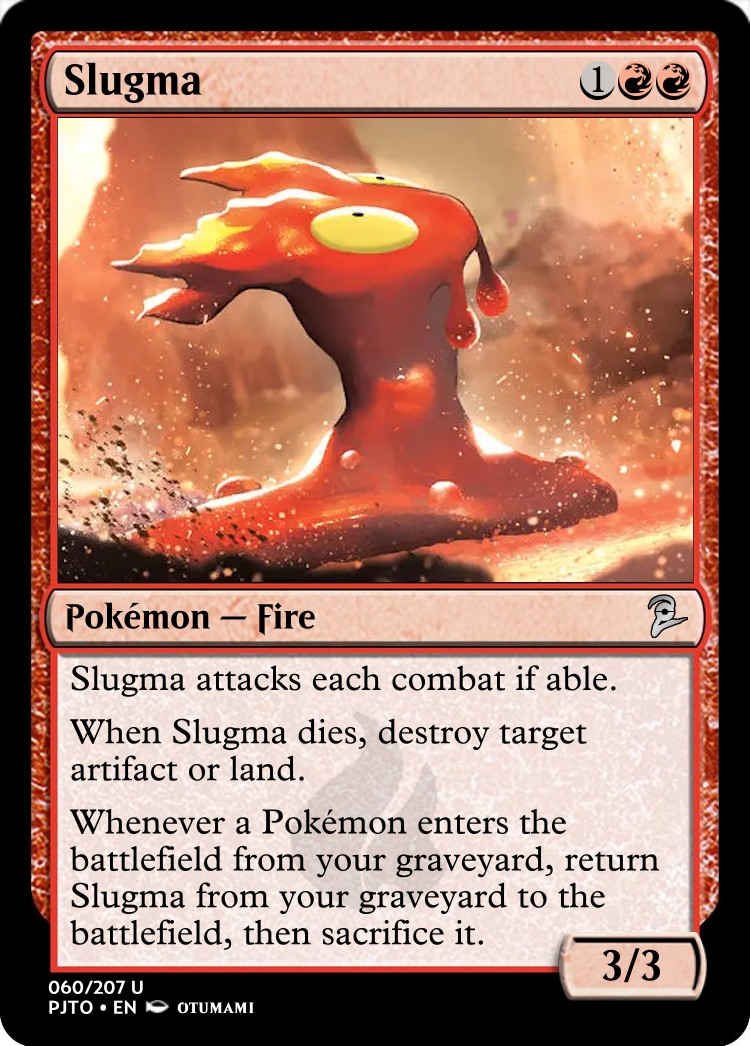 Slugma 1
Pokémon — Fire
Slugma attacks each combat if able.
When Slugma dies, destroy target
artifact or land.
Whenever a Pokémon enters the
battlefield from your graveyard, return
Slugma from your graveyard to the
battlefield, then sacrifice it.
3/3
060/207 U
PJTO • EN OTUMAMI